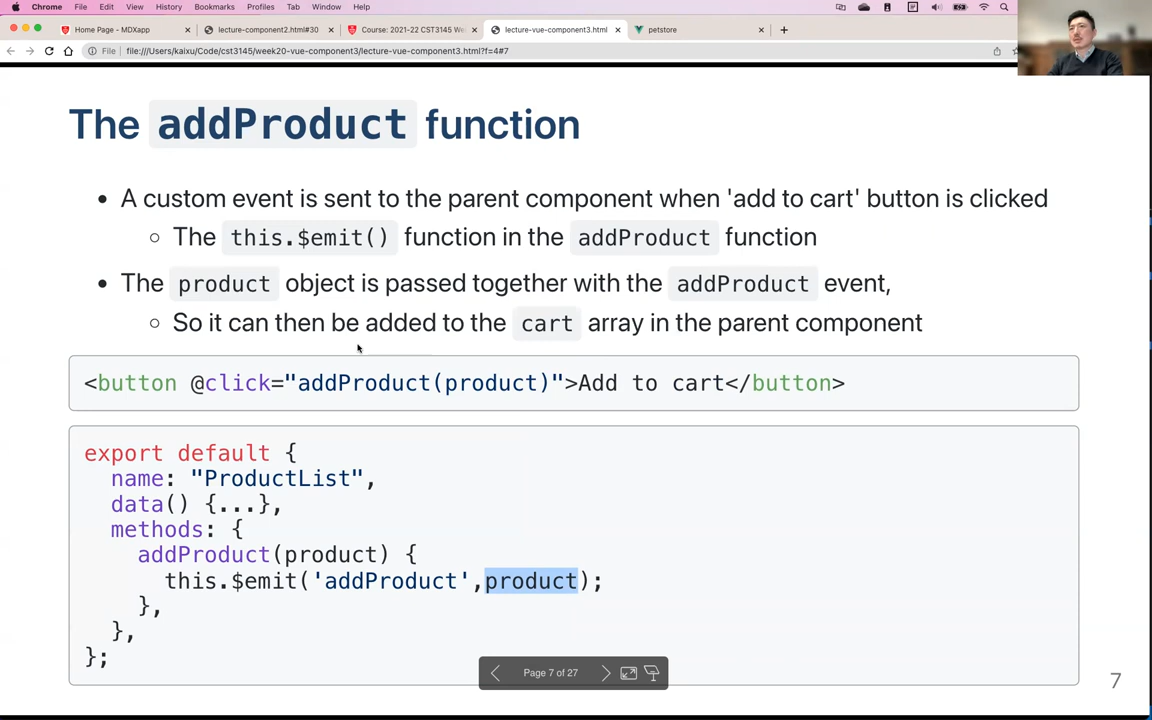 Chrome File Edit View History Bookmarks Profiles Tab Window Help
Home Page - MDXapp × lecture-component2.html#30 × Course: 2021-22 CST3145 We × lecture-vue-component3.html × petstore × +
File file:///Users/kaixu/Code/cst3145/week20-vue-component3/lecture-vue-component3.html?f=4#7
The addProduct function
• A custom event is sent to the parent component when 'add to cart' button is clicked
The this.$emit() function in the addProduct function
• The product object is passed together with the addProduct event,
So it can then be added to the cart array in the parent component
<button @click="addProduct(product)">Add to cart</button>
export default {
name: "ProductList",
data() {...},
methods: {
addProduct(product) {
this.$emit('addProduct',product);
},
},
};
Page 7 of 27
7